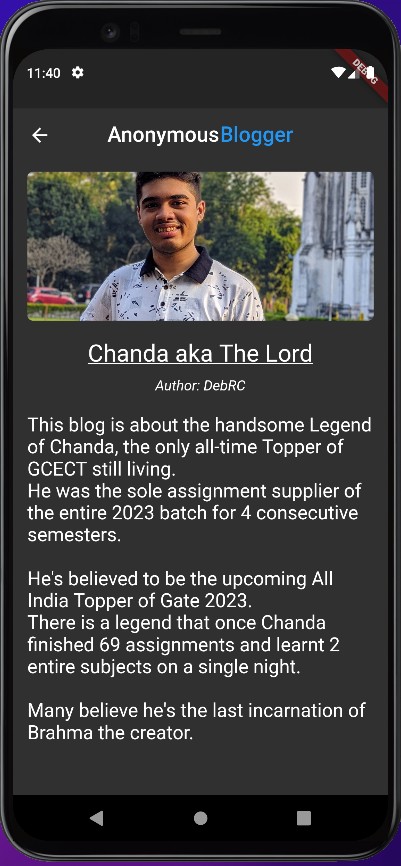 11:40
DEBUG
AnonymousBlogger
Chanda aka The Lord
Author: DebRC
This blog is about the handsome Legend
of Chanda, the only all-time Topper of
GCECT still living.
He was the sole assignment supplier of
the entire 2023 batch for 4 consecutive
semesters.
He's believed to be the upcoming All
India Topper of Gate 2023.
There is a legend that once Chanda
finished 69 assignments and learnt 2
entire subjects on a single night.
Many believe he's the last incarnation of
Brahma the creator.